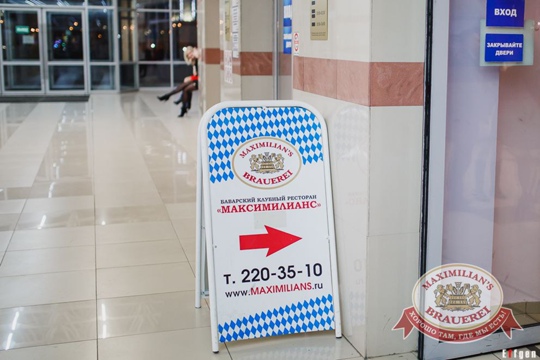 ВХОД
ЗАКРЫВАЙТЕ
ДВЕРИ
MAXIMILIAN'S
BRAUEREI
БАВАРСКИЙ КЛУБНЫЙ РЕСТОРАН
«МАКСИМИЛИАНС»
т. 220-35-10
www.MAXIMILIANS.ru
MAXIMILIAN'S
BRAUEREI
ХОРОШО ТАМ, ГДЕ МЫ ЕСТЬ!